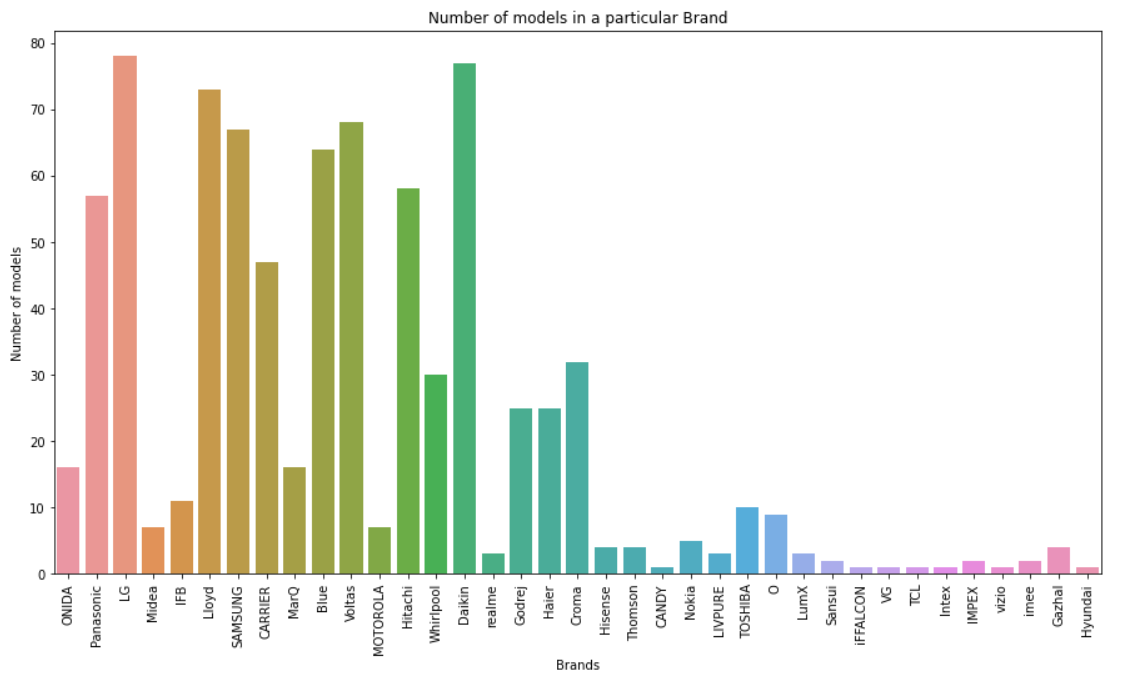 Number of models in a particular Brand
80
70
60
50
40
30
20
10
0
Number of models
ONIDA
Panasonic
LG
Midea
IFB
Lloyd
SAMSUNG
CARRIER
MarQ
Blue
Voltas
MOTOROLA
Hitachi
Whirlpool
Daikin
realme
Godrej
Haier
Croma
Hisense
Thomson
CANDY
Nokia
LIVPURE
TOSHIBA
O
LumX
Sansui
iFFALCON
VG
TCL
Intex
IMPEX
vizio
imee
Gazhal
Hyundai
Brands